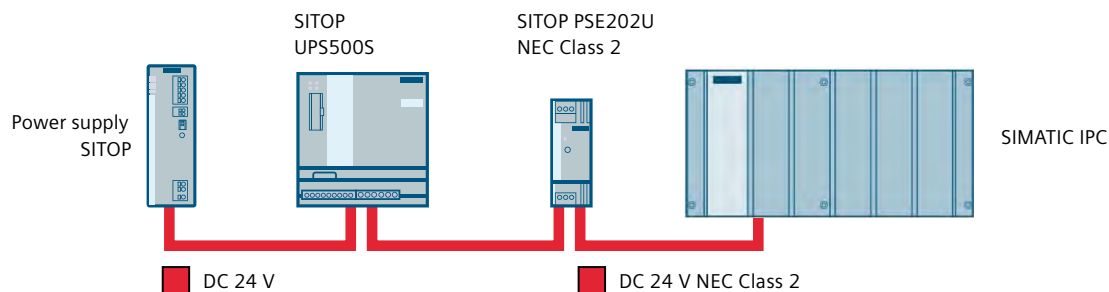 SITOP
UPS500S
SITOP PSE202U
NEC Class 2
Power supply
SITOP
SIMATIC IPC
DC 24 V
DC 24 V NEC Class 2